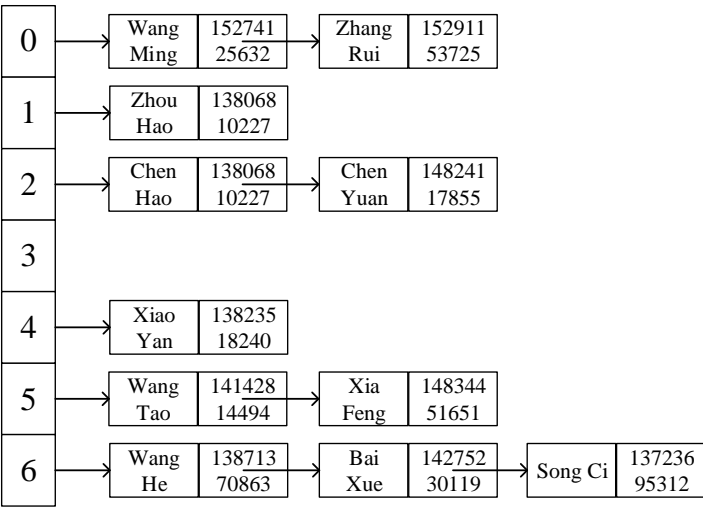 0
Wang
Ming
152741
25632
Zhang
Rui
152911
53725
1
Zhou
Hao
138068
10227
2
Chen
Hao
138068
10227
Chen
Yuan
148241
17855
3
4
Xiao
Yan
138235
18240
5
Wang
Tao
141428
14494
Xia
Feng
148344
51651
6
Wang
He
138713
70863
Bai
Xue
142752
30119
Song Ci
137236
95312